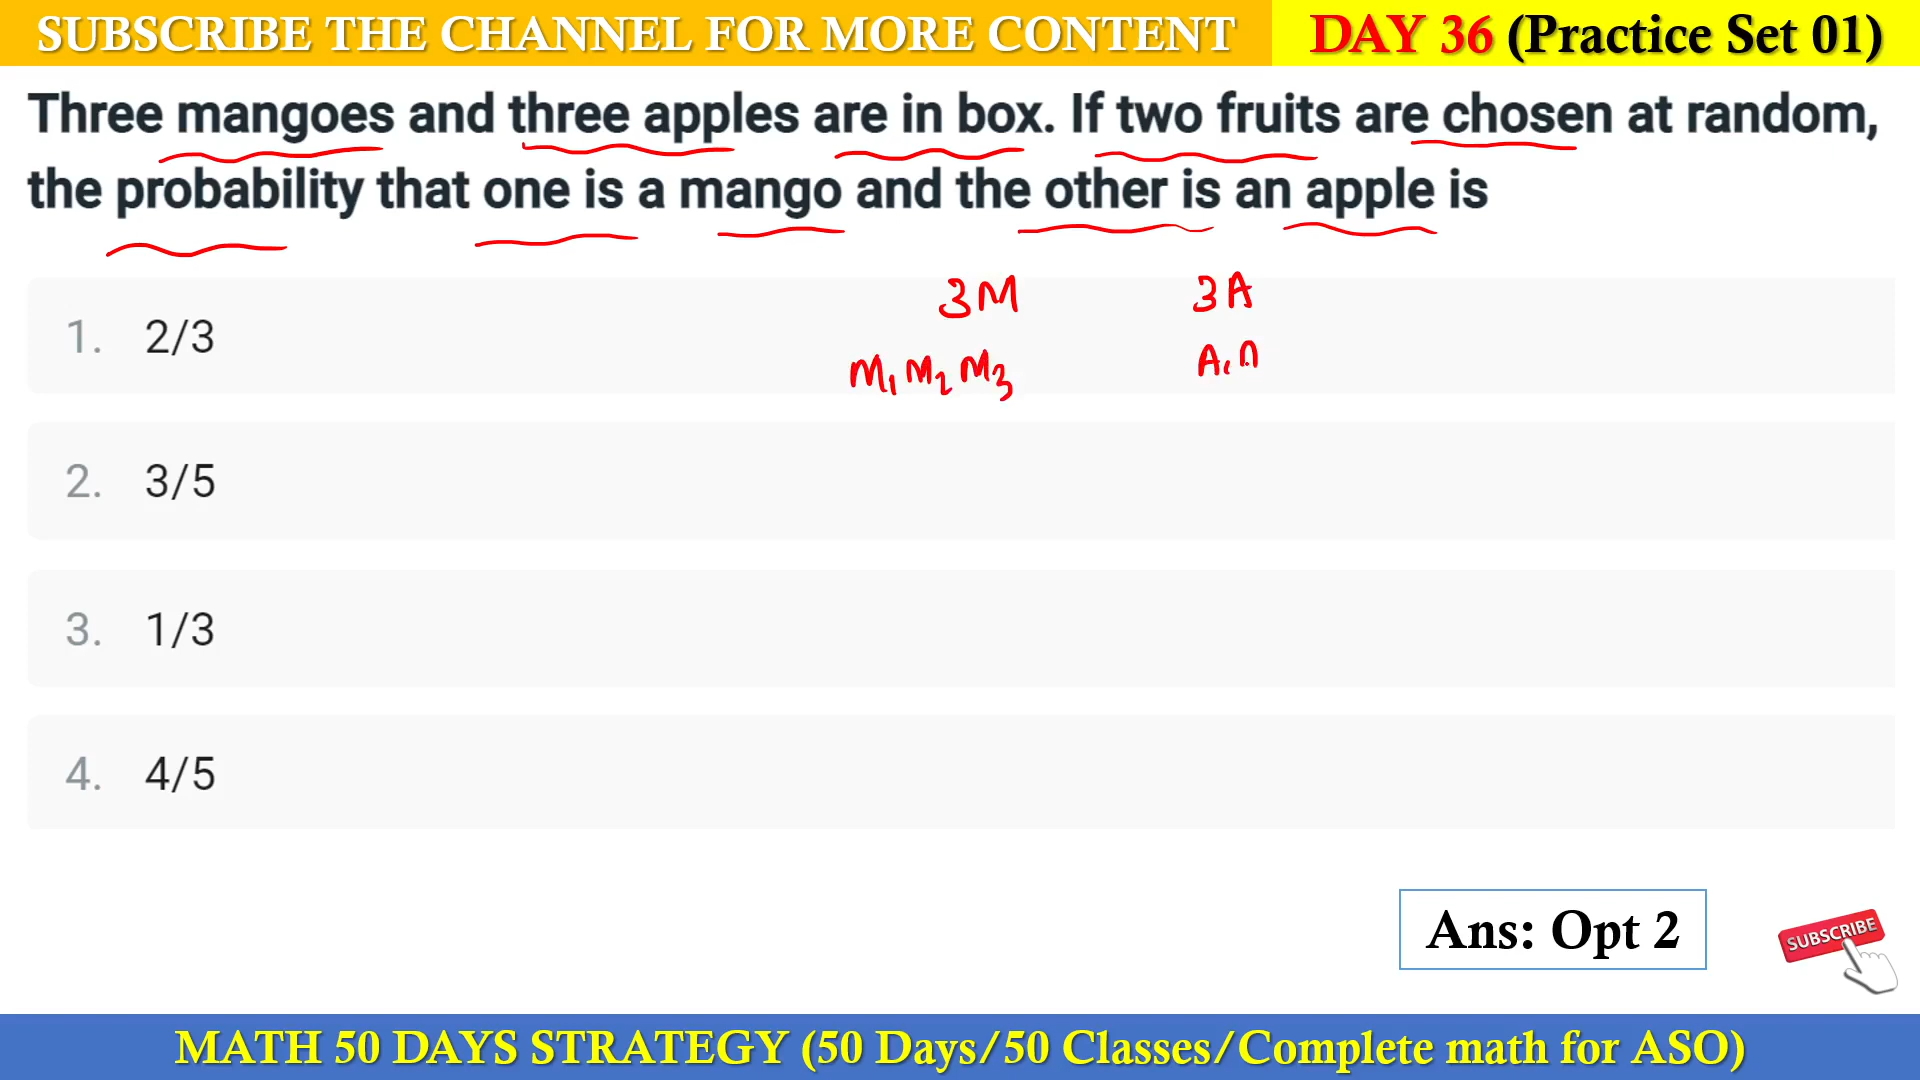 SUBSCRIBE THE CHANNEL FOR MORE CONTENT
DAY 36 (Practice Set 01)
Three mangoes and three apples are in box. If two fruits are chosen at random,
the probability that one is a mango and the other is an apple is
3M 3A
1. 2/3
M1 M2 M3 A1
2. 3/5
3. 1/3
4. 4/5
Ans: Opt 2
SUBSCRIBE
MATH 50 DAYS STRATEGY (50 Days/50 Classes/Complete math for ASO)